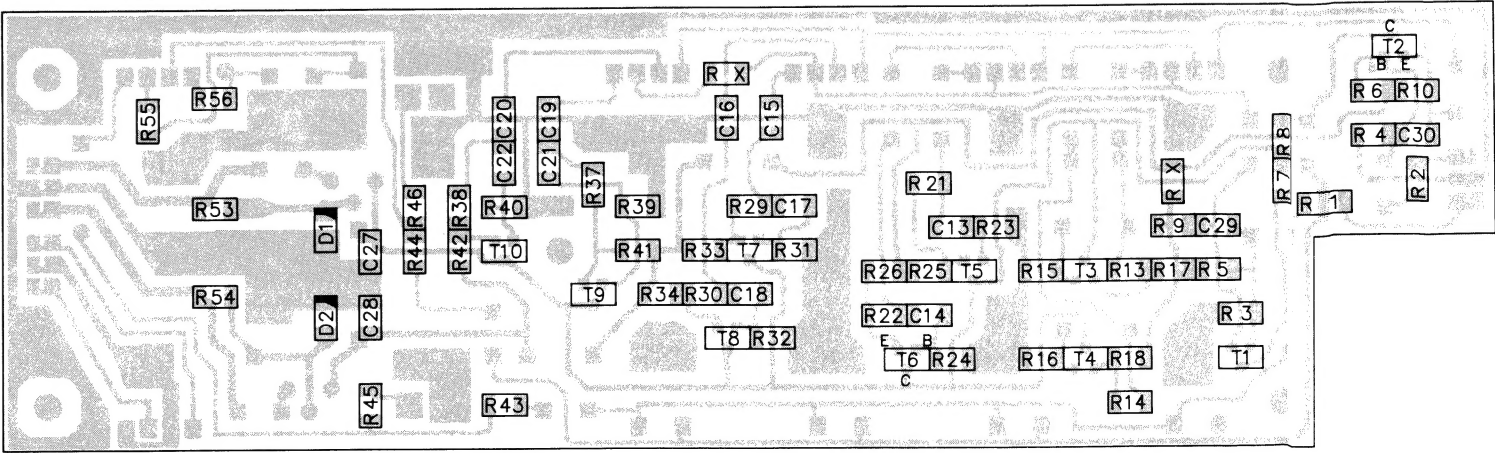 C
T2
B E
R X
R 6 R10
R56
R55
C20
C19
C16
C15
R 8
R 4 C30
C22
C21
R37
R 21
R X
R 7
R 2
R53
R46
R38
R40
R39
R29 C17
R 1
D1
C13 R23
R 9 C29
C27
R44
R42
T10
R41
R33 T7 R31
R26 R25 T5
R15 T3 R13 R17 R 5
R54
T9
R34 R30 C18
D2
C28
R22 C14
R 3
T8 R32
E B
T6 R24
C
R16 T4 R18
T1
R45
R43
R14